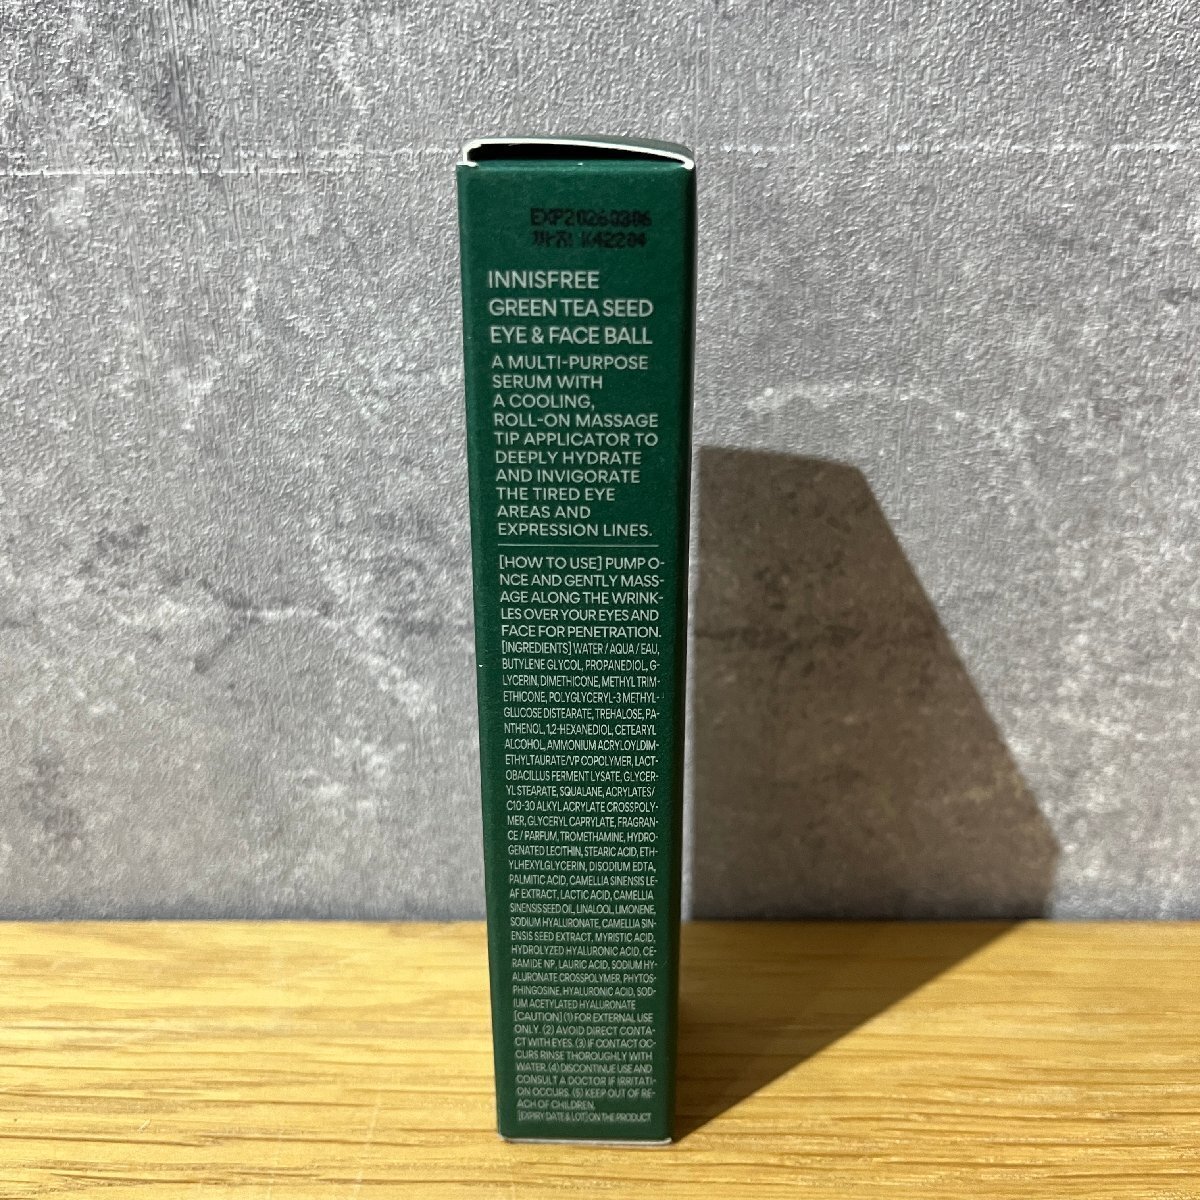 EXP20260306
까지 K42204
INNISFREE
GREEN TEA SEED
EYE & FACE BALL
A MULTI-PURPOSE
SERUM WITH
A COOLING,
ROLL-ON MASSAGE
TIP APPLICATOR TO
DEEPLY HYDRATE
AND INVIGORATE
THE TIRED EYE
AREAS AND
EXPRESSION LINES.
[HOW TO USE] PUMP O-
NCE AND GENTLY MASS-
AGE ALONG THE WRINK-
LES OVER YOUR EYES AND
FACE FOR PENETRATION.
[INGREDIENTS] WATER / AQUA / EAU,
BUTYLENE GLYCOL, PROPANEDIOL, G-
LYCERIN, DIMETHICONE, METHYL TRIM-
ETHICONE, POLYGLYCERYL-3 METHYL-
GLUCOSE DISTEARATE, TREHALOSE, PA-
NTHENOL, 1,2-HEXANEDIOL, CETEARYL
ALCOHOL, AMMONIUM ACRYLOYLDIM-
ETHYLTAURATE/VP COPOLYMER, LACT-
OBACILLUS FERMENT LYSATE, GLYCER-
YL STEARATE, SQUALANE, ACRYLATES/
C10-30 ALKYL ACRYLATE CROSSPOLY-
MER, GLYCERYL CAPRYLATE, FRAGRAN-
CE / PARFUM, TROMETHAMINE, HYDRO-
GENATED LECITHIN, STEARIC ACID, ETH-
YLHEXYLGLYCERIN, DISODIUM EDTA,
PALMITIC ACID, CAMELLIA SINENSIS LE-
AF EXTRACT, LACTIC ACID, CAMELLIA
SINENSIS SEED OIL, LINALOOL, LIMONENE,
SODIUM HYALURONATE, CAMELLIA SIN-
ENSIS SEED EXTRACT, MYRISTIC ACID,
HYDROLYZED HYALURONIC ACID, CE-
RAMIDE NP, LAURIC ACID, SODIUM HY-
ALURONATE CROSSPOLYMER, PHYTOS-
PHINGOSINE, HYALURONIC ACID, SOD-
IUM ACETYLATED HYALURONATE
[CAUTION] (1) FOR EXTERNAL USE
ONLY. (2) AVOID DIRECT CONTA-
CT WITH EYES. (3) IF CONTACT OC-
CURS RINSE THOROUGHLY WITH
WATER. (4) DISCONTINUE USE AND
CONSULT A DOCTOR IF IRRITATI-
ON OCCURS. (5) KEEP OUT OF RE-
ACH OF CHILDREN.
[EXPIRY DATE & LOT] ON THE PRODUCT